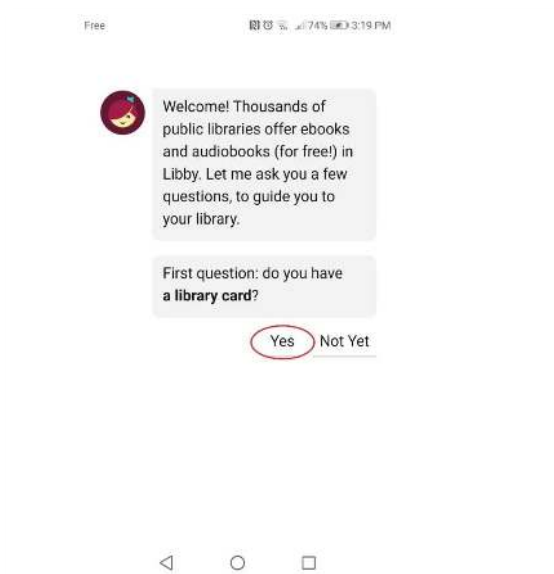 Free 74% 3:19 PM
Welcome! Thousands of
public libraries offer ebooks
and audiobooks (for free!) in
Libby. Let me ask you a few
questions, to guide you to
your library.
First question: do you have
a library card?
Yes Not Yet